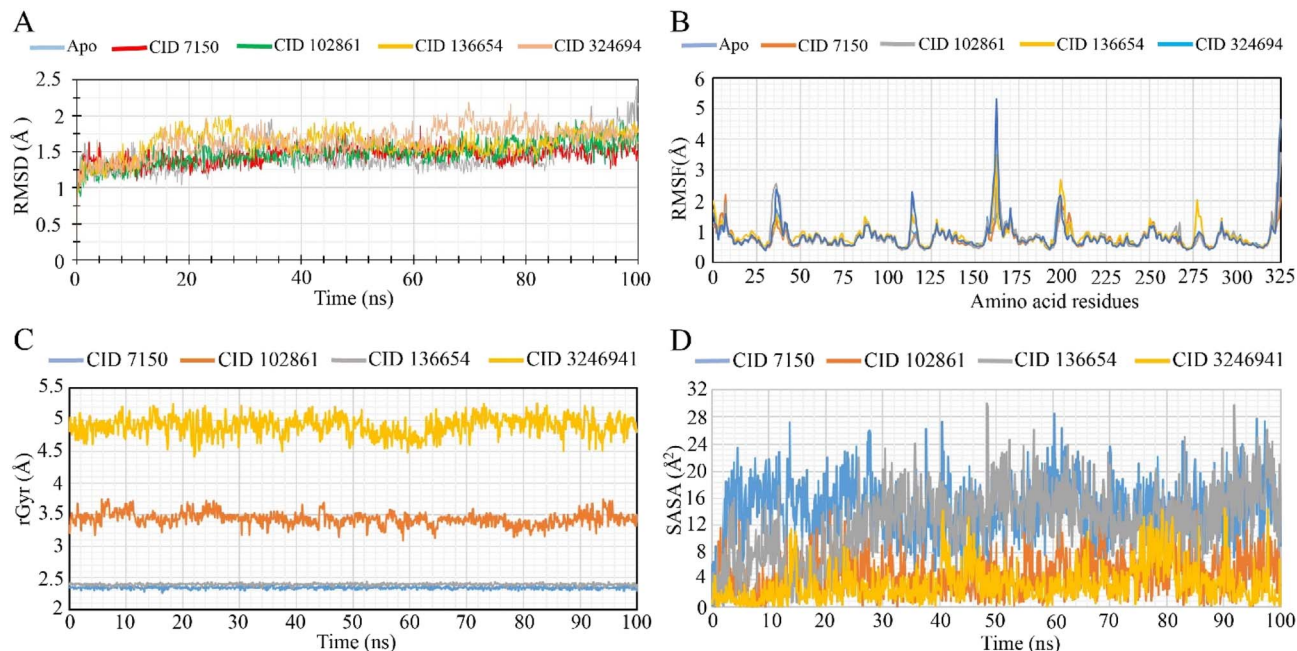 A
B
Apo CID 7150 CID 102861 CID 136654 CID 324694
Apo CID 7150 CID 102861 CID 136654 CID 324694
RMSD (Å)
2.5
2
1.5
1
0.5
0
0 20 40 60 80 100
Time (ns)
RMSF(Å)
6
5
4
3
2
1
0
0 25 50 75 100 125 150 175 200 225 250 275 300 325
Amino acid residues
C
D
CID 7150 CID 102861 CID 136654 CID 3246941
CID 7150 CID 102861 CID 136654 CID 3246941
rGyr (Å)
5.5
5
4.5
4
3.5
3
2.5
2
0 10 20 30 40 50 60 70 80 90 100
Time (ns)
SASA (Å²)
32
28
24
20
16
12
8
4
0
0 10 20 30 40 50 60 70 80 90 100
Time (ns)